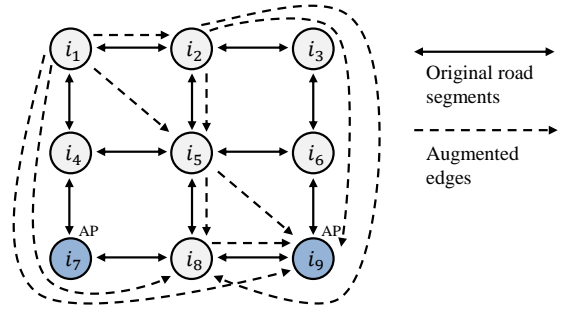 i1 i2 i3
Original road
segments
i4 i5 i6
Augmented
edges
AP AP
i7 i8 i9